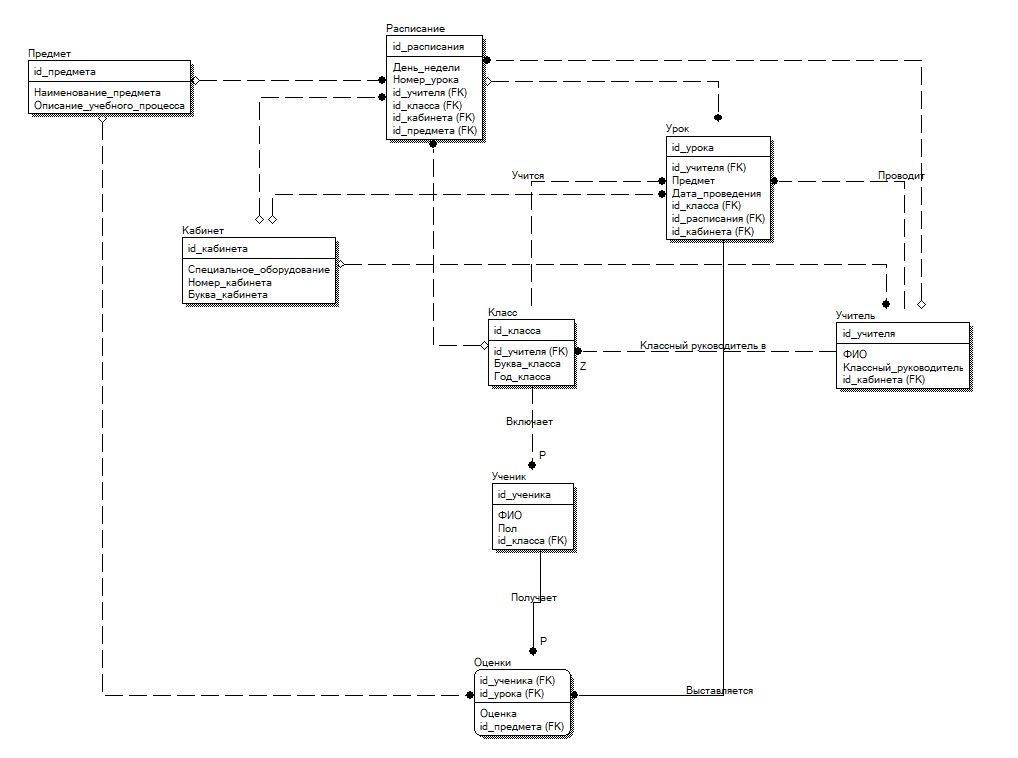 Расписание
id_расписания
День_недели
Номер_урока
id_учителя (FK)
id_класса (FK)
id_кабинета (FK)
id_предмета (FK)
Предмет
id_предмета
Наименование_предмета
Описание_учебного_процесса
Урок
id_урока
id_учителя (FK)
Предмет
Дата_проведения
id_класса (FK)
id_расписания (FK)
id_кабинета (FK)
Учится
Проводит
Кабинет
id_кабинета
Специальное_оборудование
Номер_кабинета
Буква_кабинета
Класс
id_класса
id_учителя (FK)
Буква_класса
Год_класса
Z
Классный руководитель в
Учитель
id_учителя
ФИО
Классный_руководитель
id_кабинета (FK)
Включает
P
Ученик
id_ученика
ФИО
Пол
id_класса (FK)
Получает
P
Оценки
id_ученика (FK)
id_урока (FK)
Оценка
id_предмета (FK)
Выставляется